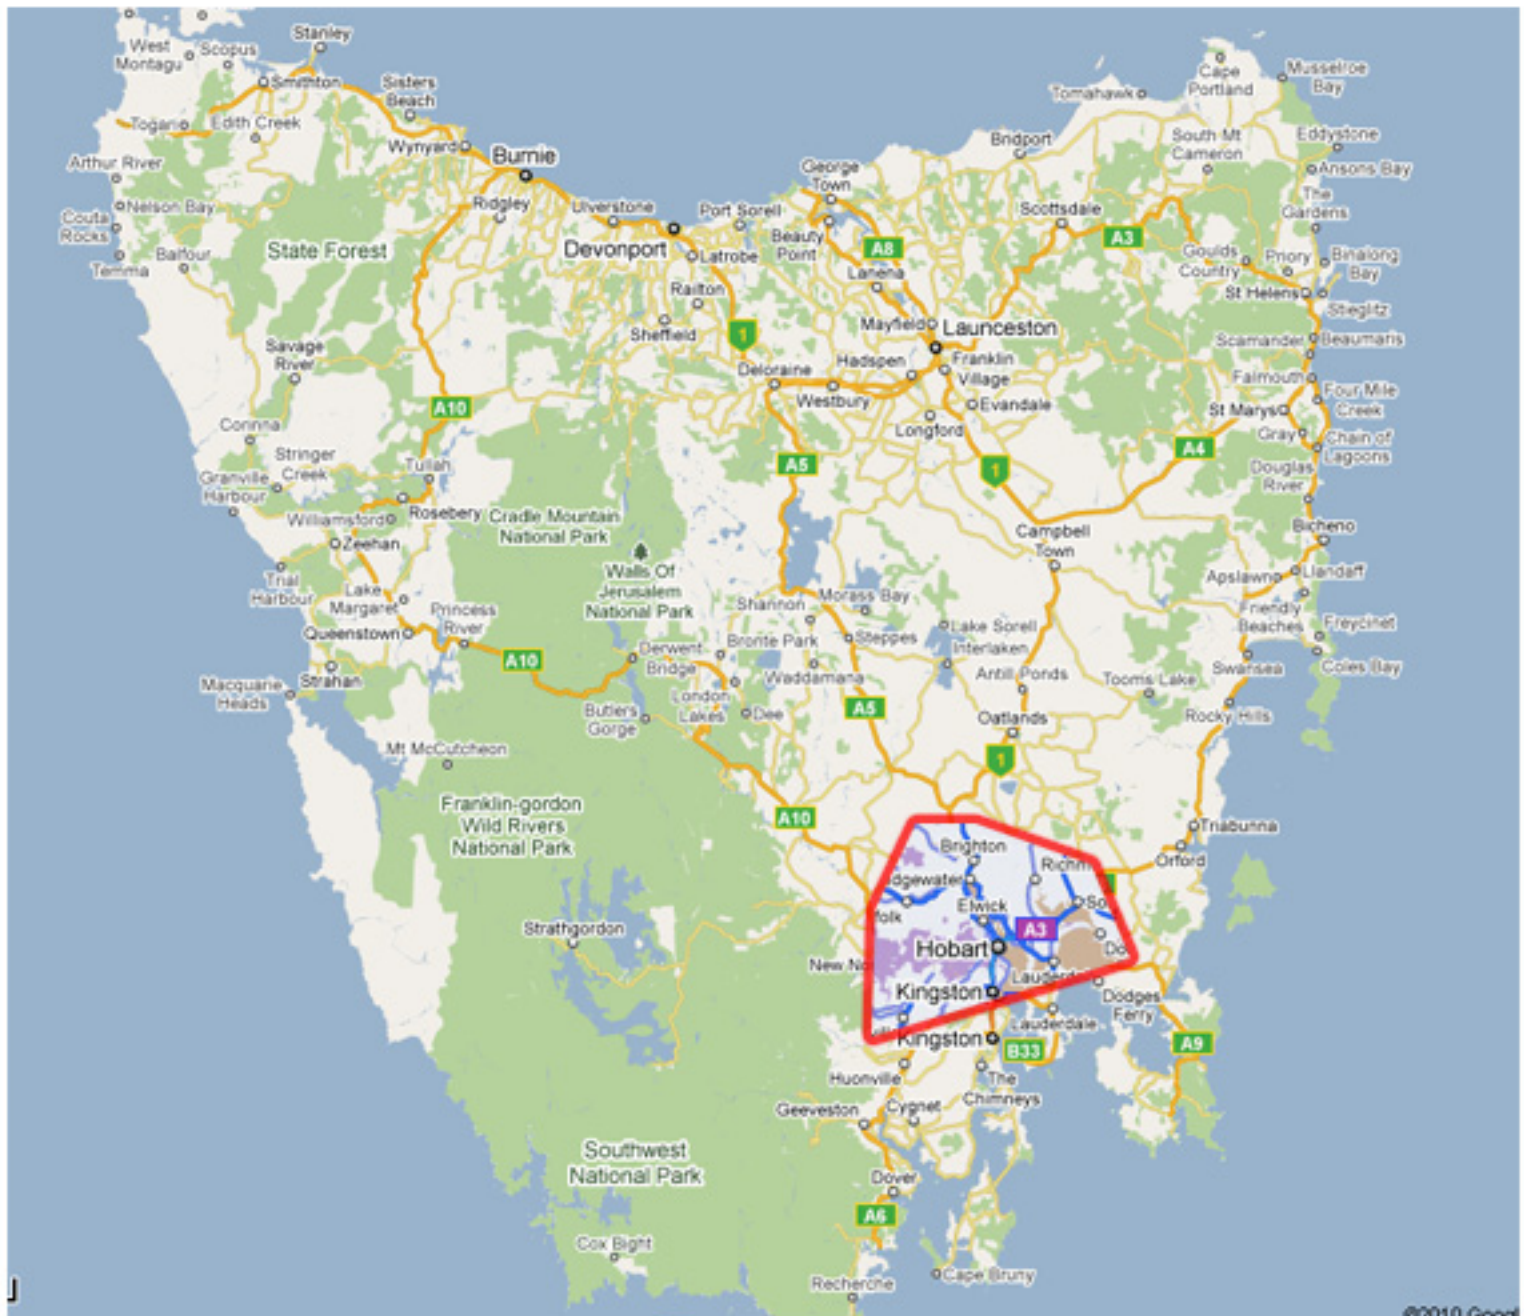 Stanley
West
Montagu
Scopus
Smithton
Sisters
Beach
Cape
Portland
Musselroe
Bay
Tomahawk
Togari
Edith Creek
Wynyard
Burnie
Bridport
South Mt
Cameron
Eddystone
Arthur River
George
Town
Ansons Bay
Nelson Bay
Ridgley
Ulverstone
Port Sorell
Scottsdale
The
Gardens
Couta
Rocks
State Forest
Devonport
Beauty
Point
A8
A3
Balfour
Latrobe
Goulds
Country
Priory
Binalong
Bay
Temma
Lanena
Railton
St Helens
Stieglitz
Sheffield
1
Mayfield
Launceston
Savage
River
Scamander
Beaumaris
Hadspen
Franklin
Village
Deloraine
Falmouth
Westbury
Evandale
Four Mile
Creek
A10
St Marys
Corinna
Longford
Gray
Chain of
Lagoons
Stringer
Creek
Tullah
A5
1
A4
Granville
Harbour
Douglas
River
Williamsford
Rosebery
Cradle Mountain
National Park
Campbell
Town
Bicheno
Zeehan
Walls Of
Jerusalem
National Park
Trial
Harbour
Lake
Margaret
Apslawn
Llandaff
Princess
River
Shannon
Morass Bay
Friendly
Beaches
Freycinet
Queenstown
Bronte Park
Steppes
Lake Sorell
Derwent
Bridge
Interlaken
A10
Swansea
Coles Bay
Strahan
Waddamana
Antill Ponds
Tooms Lake
Macquarie
Heads
London
Lakes
Dee
A5
Butlers
Gorge
Oatlands
Rocky Hills
Mt McCutcheon
1
Franklin-gordon
Wild Rivers
National Park
A10
Triabunna
Brighton
Richm
Orford
dgewater
Elwick
So
folk
Strathgordon
A3
Hobart
Do
New No
Lauderda
Kingston
Dodges
Ferry
Lauderdale
Kingston
B33
A9
Huonville
The
Chimneys
Geeveston
Cygnet
Southwest
National Park
Dover
A6
Cox Bight
Cape Bruny
Recherche
©2010 Googl